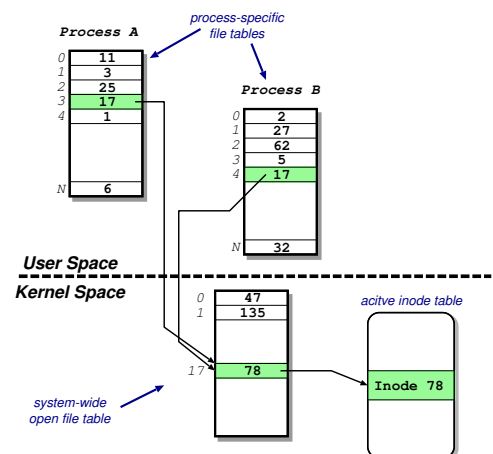 process-specific
file tables
Process A
0 11
1 3
2 25
3 17
4 1
N 6
Process B
0 2
1 27
2 62
3 5
4 17
N 32
User Space
Kernel Space
0 47
1 135
17 78
system-wide
open file table
acitve inode table
Inode 78